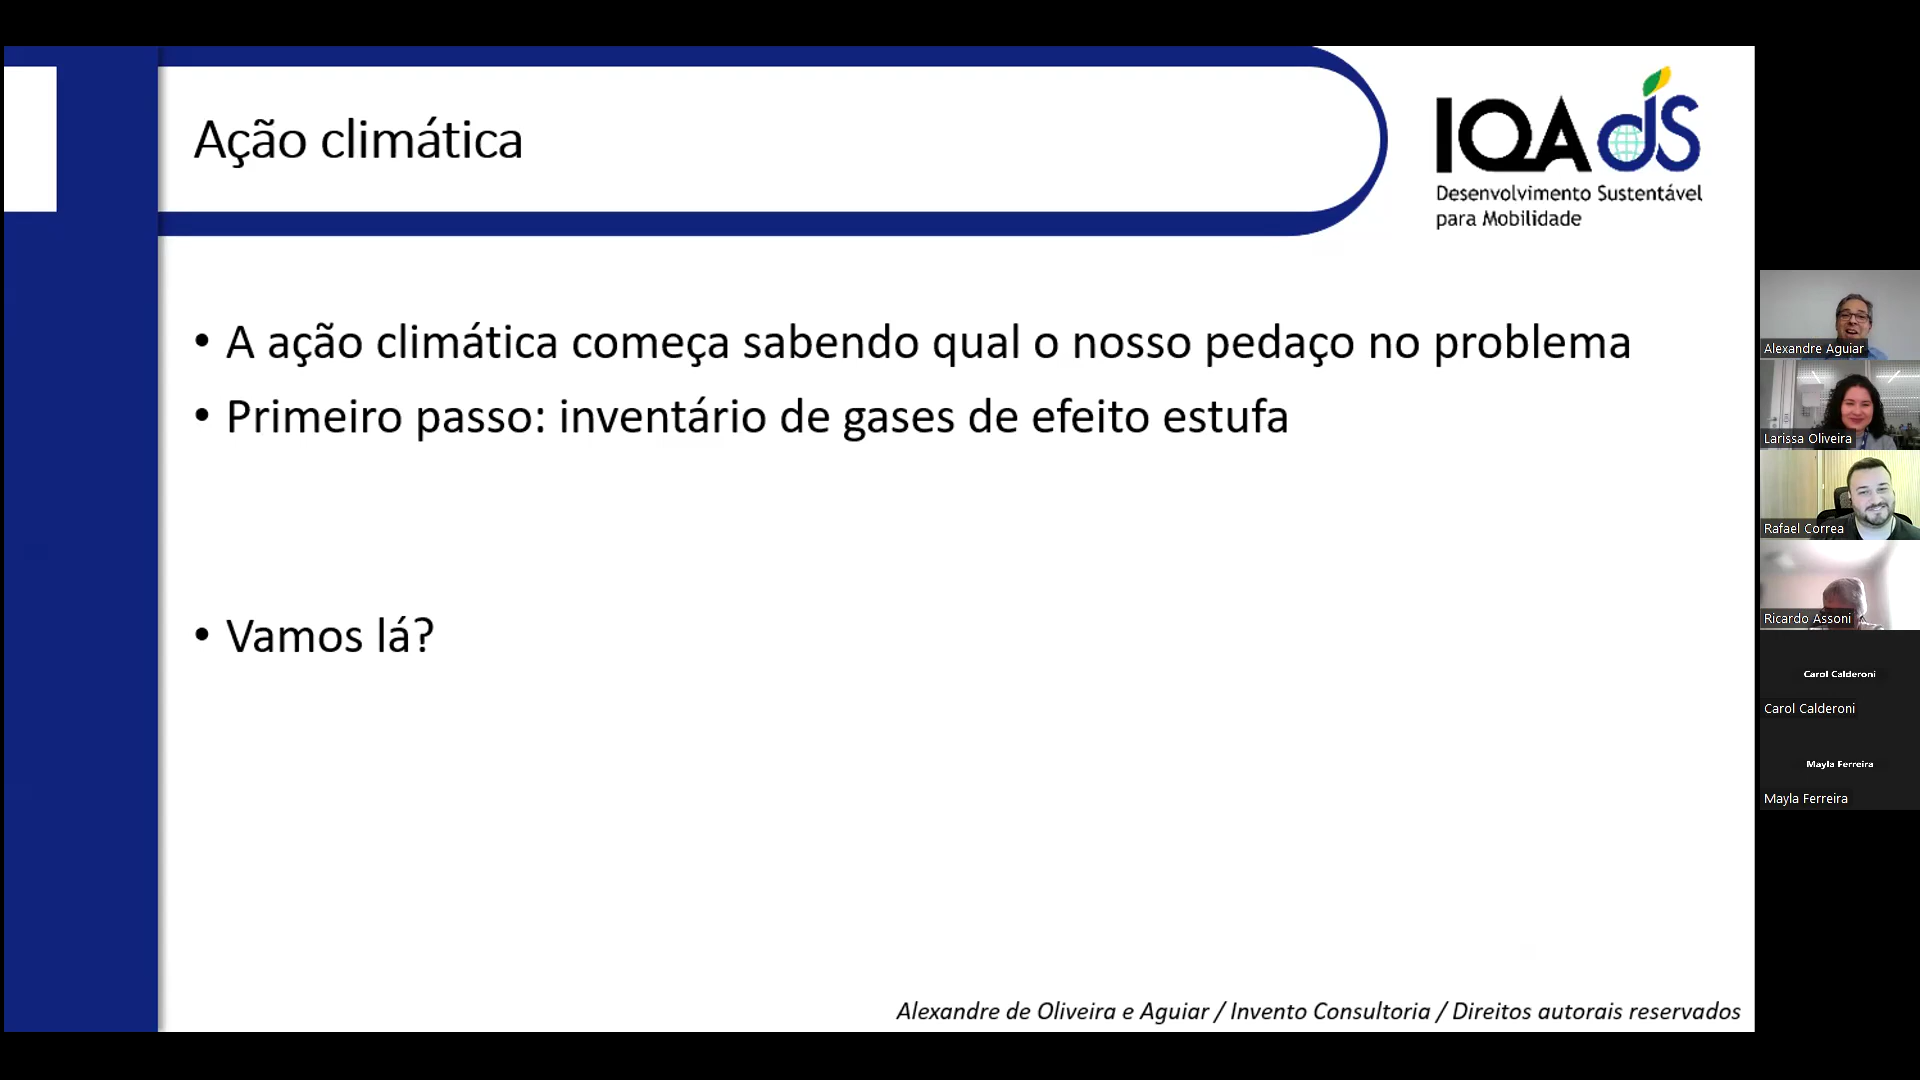 Ação climática
IQA dS
Desenvolvimento Sustentável
para Mobilidade
• A ação climática começa sabendo qual o nosso pedaço no problema
• Primeiro passo: inventário de gases de efeito estufa
• Vamos lá?
Alexandre de Oliveira e Aguiar / Invento Consultoria / Direitos autorais reservados
Alexandre Aguiar
Larissa Oliveira
Rafael Correa
Ricardo Assoni
Carol Calderoni
Carol Calderoni
Mayla Ferreira
Mayla Ferreira